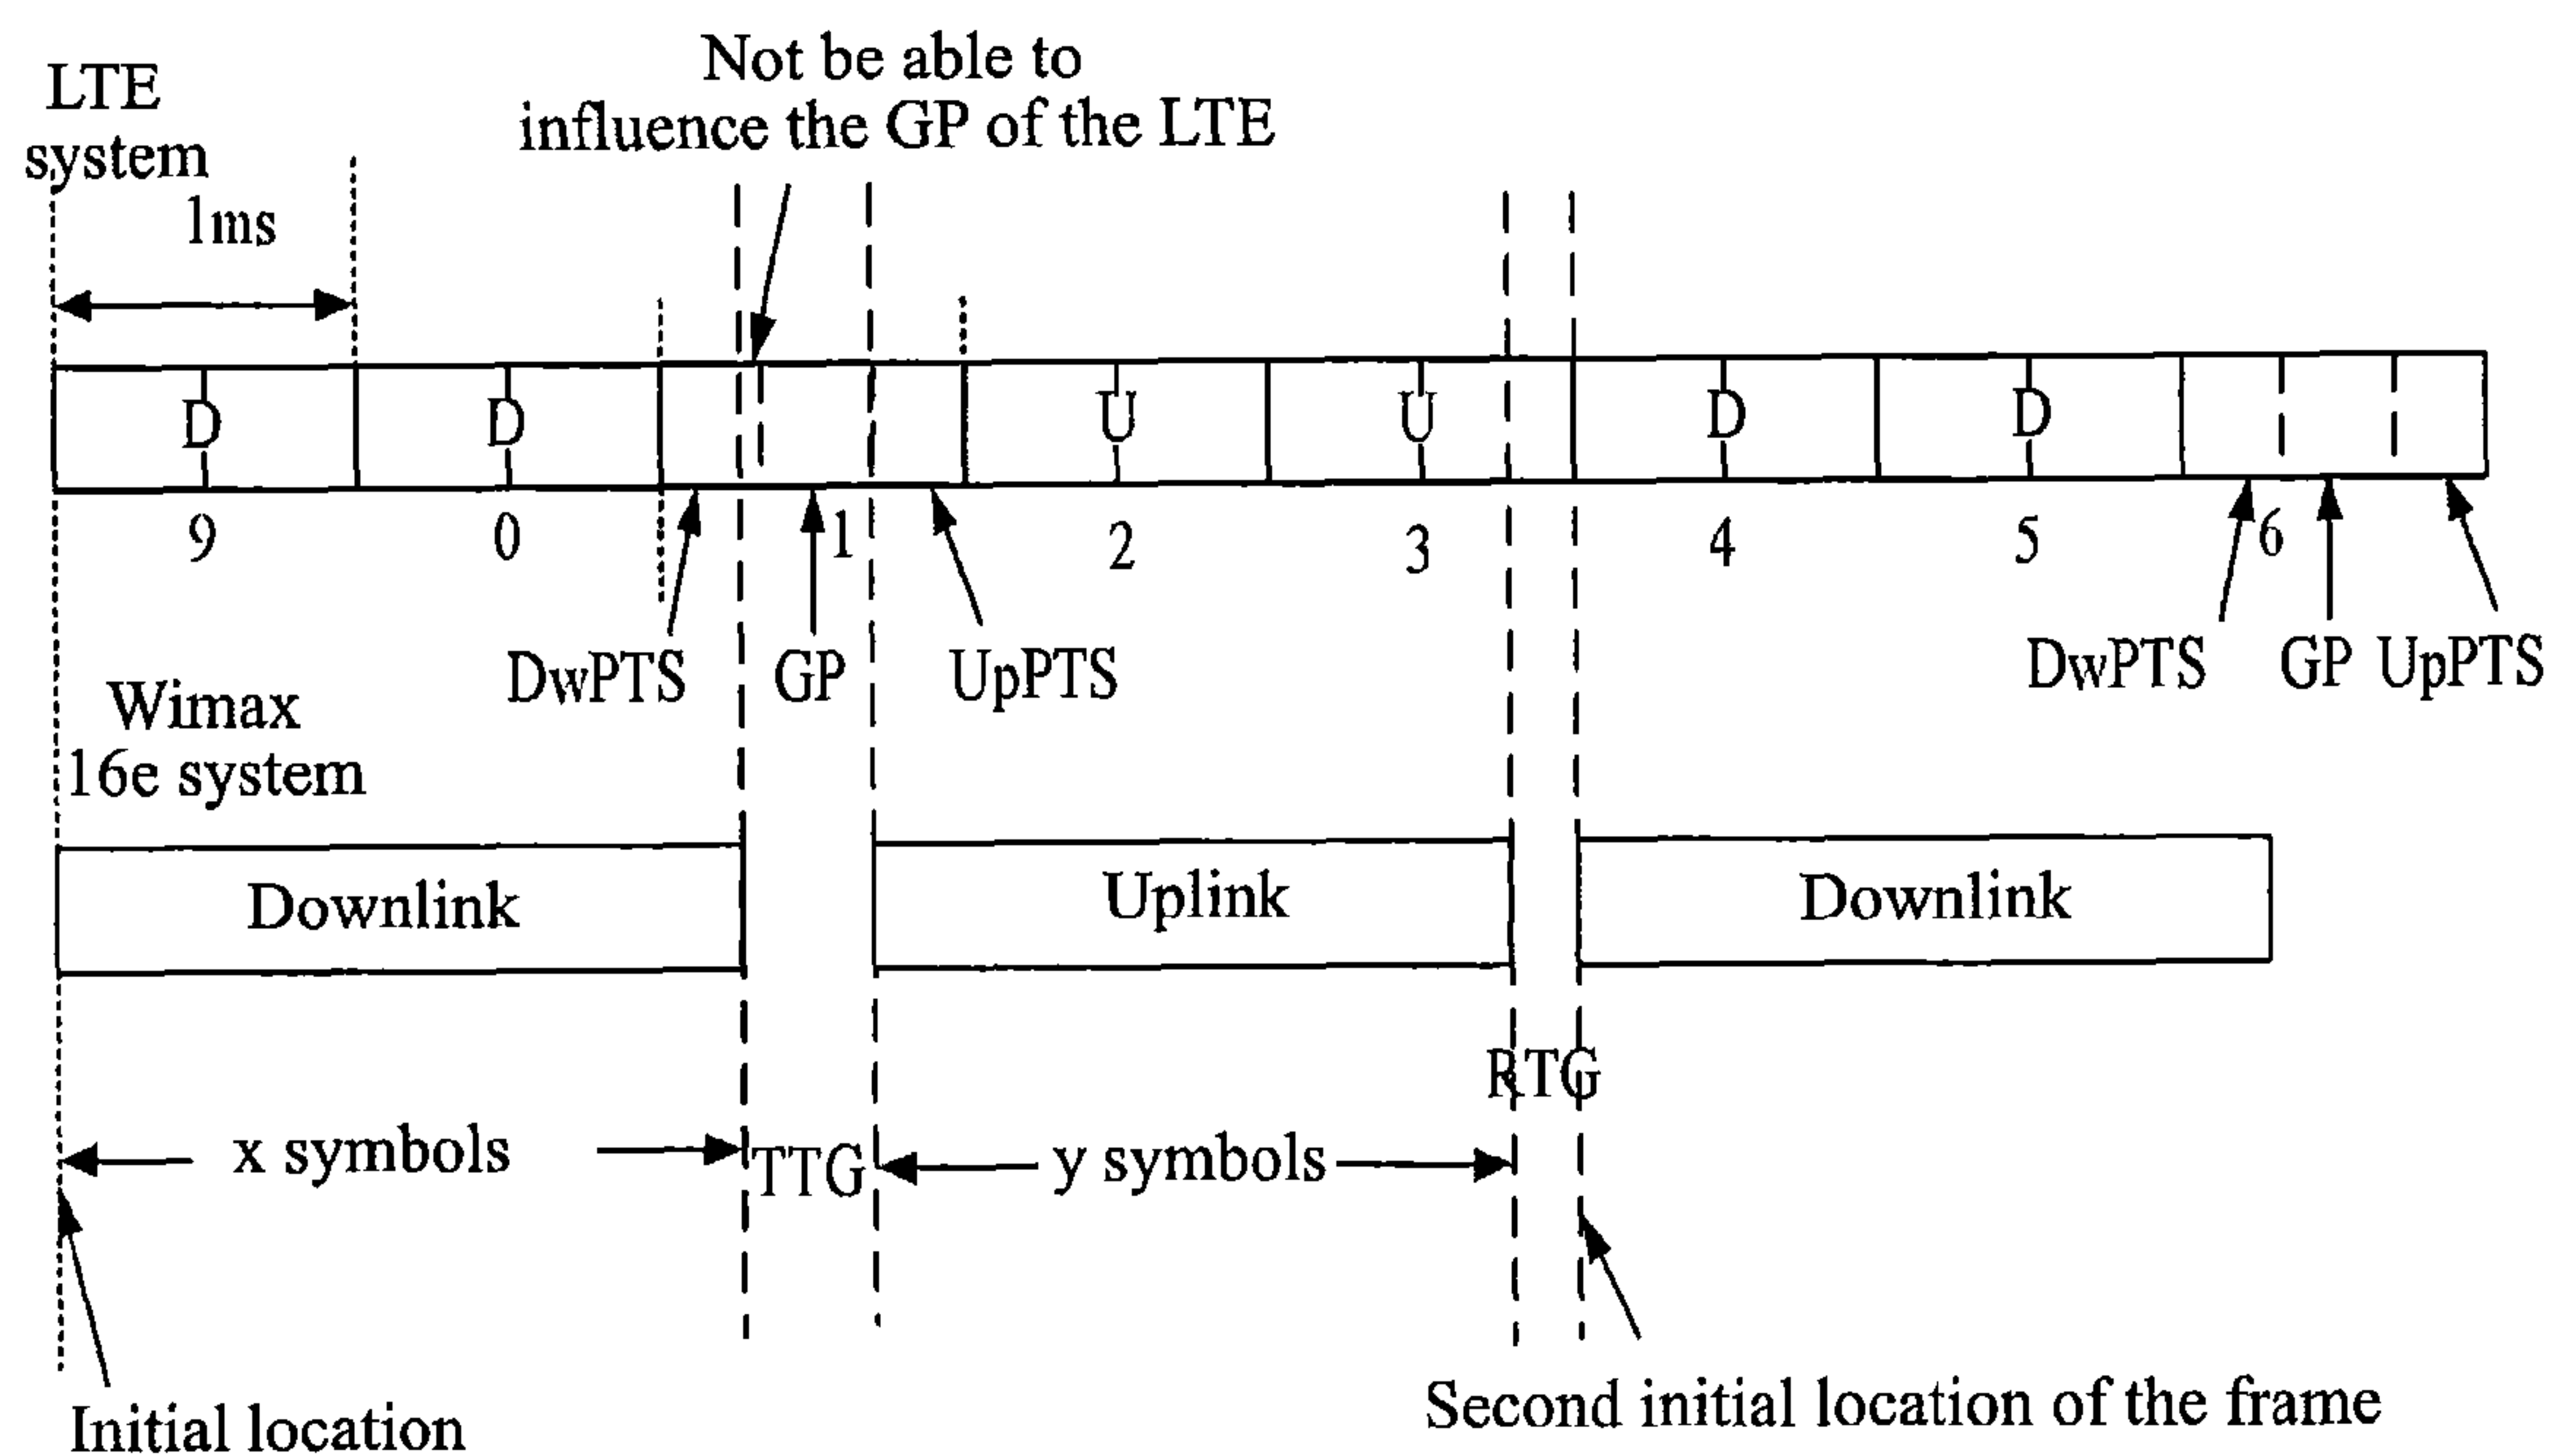 Not be able to
influence the GP of the LTE
LTE
system
1ms
D D U U D D
9 0 1 2 3 4 5 6
DwPTS GP UpPTS DwPTS GP UpPTS
Wimax
16e system
Downlink Uplink Downlink
RTG
x symbols TTG y symbols
Initial location
Second initial location of the frame